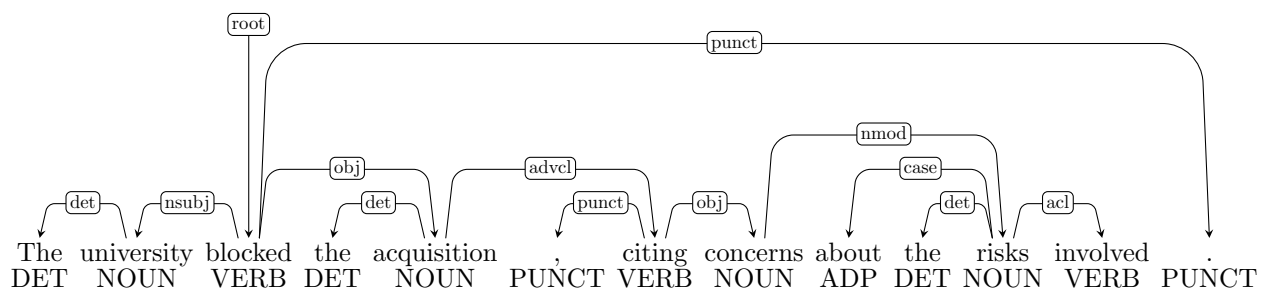 root
punct
nmod
obj advcl case
det nsubj det punct obj det acl
The university blocked the acquisition , citing concerns about the risks involved .
DET NOUN VERB DET NOUN PUNCT VERB NOUN ADP DET NOUN VERB PUNCT